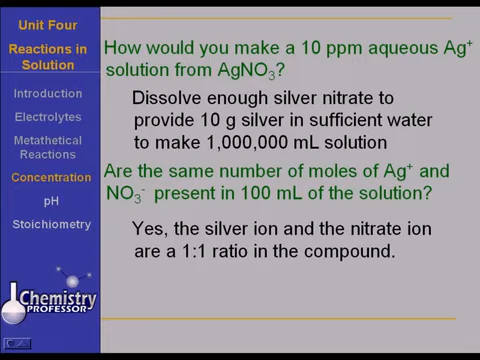 Unit Four
Reactions in
Solution
Introduction
Electrolytes
Metathetical
Reactions
Concentration
pH
Stoichiometry
Chemistry
PROFESSOR
How would you make a 10 ppm aqueous Ag⁺
solution from AgNO₃?
Dissolve enough silver nitrate to
provide 10 g silver in sufficient water
to make 1,000,000 mL solution
Are the same number of moles of Ag⁺ and
NO₃⁻ present in 100 mL of the solution?
Yes, the silver ion and the nitrate ion
are a 1:1 ratio in the compound.